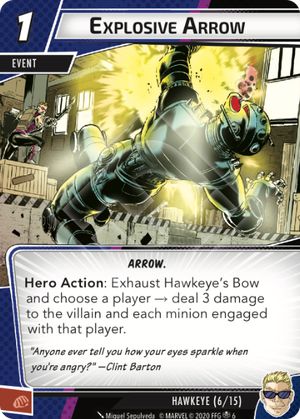 1
EXPLOSIVE ARROW
EVENT
ARROW.
Hero Action: Exhaust Hawkeye's Bow
and choose a player → deal 3 damage
to the villain and each minion engaged
with that player.
"Anyone ever tell you how your eyes sparkle when
you're angry?" —Clint Barton
HAWKEYE (6/15)
Miguel Sepulveda © MARVEL © 2020 FFG 6